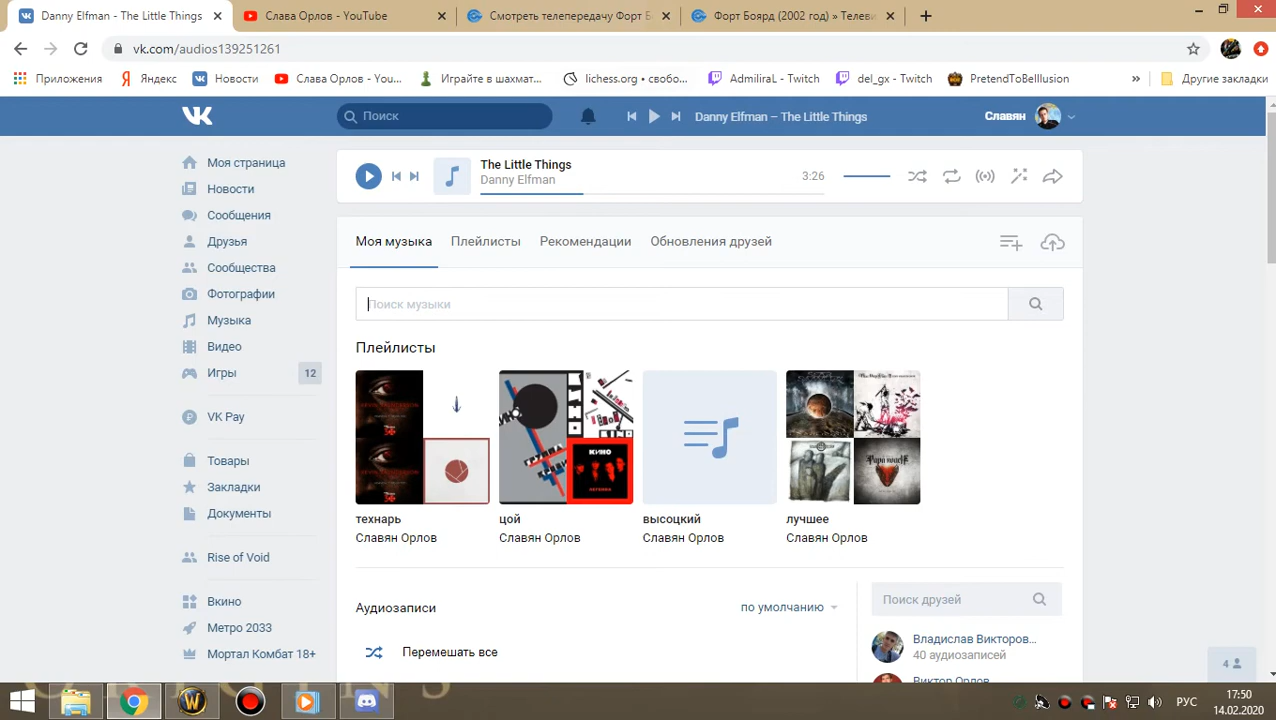 Danny Elfman - The Little Things
Слава Орлов - YouTube
Смотреть телепередачу Форт Б
Форт Боярд (2002 год) » Телеви
vk.com/audios139251261
Приложения
Яндекс
Новости
Слава Орлов - You...
Играйте в шахмат...
lichess.org • свобо...
AdmiliraL - Twitch
del_gx - Twitch
PretendToBeIllusion
»
Другие закладки
Поиск
Danny Elfman – The Little Things
Славян
Моя страница
Новости
Сообщения
Друзья
Сообщества
Фотографии
Музыка
Видео
Игры 12
VK Pay
Товары
Закладки
Документы
Rise of Void
Вкино
Метро 2033
Мортал Комбат 18+
The Little Things
Danny Elfman
3:26
Моя музыка Плейлисты Рекомендации Обновления друзей
Поиск музыки
Плейлисты
КИНО
технарь
Славян Орлов
цой
Славян Орлов
высоцкий
Славян Орлов
лучшее
Славян Орлов
Аудиозаписи
по умолчанию
Перемешать все
Поиск друзей
Владислав Викторов...
40 аудиозаписей
Виктор Орлов
4
РУС
17:50
14.02.2020